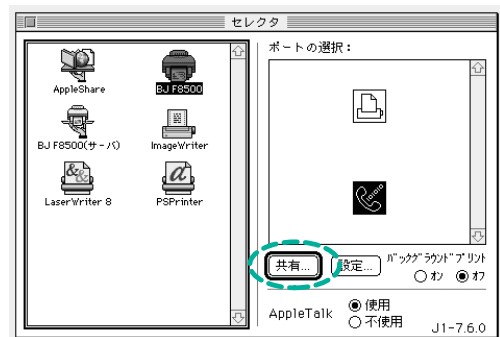 セレクタ
AppleShare
BJ F8500
BJ F8500(サーバ)
ImageWriter
LaserWriter 8
PSPrinter
ポートの選択：
共有...
設定...
ﾊﾞｯｸｸﾞﾗｳﾝﾄﾞﾌﾟﾘﾝﾄ
オン
オフ
AppleTalk
使用
不使用
J1-7.6.0